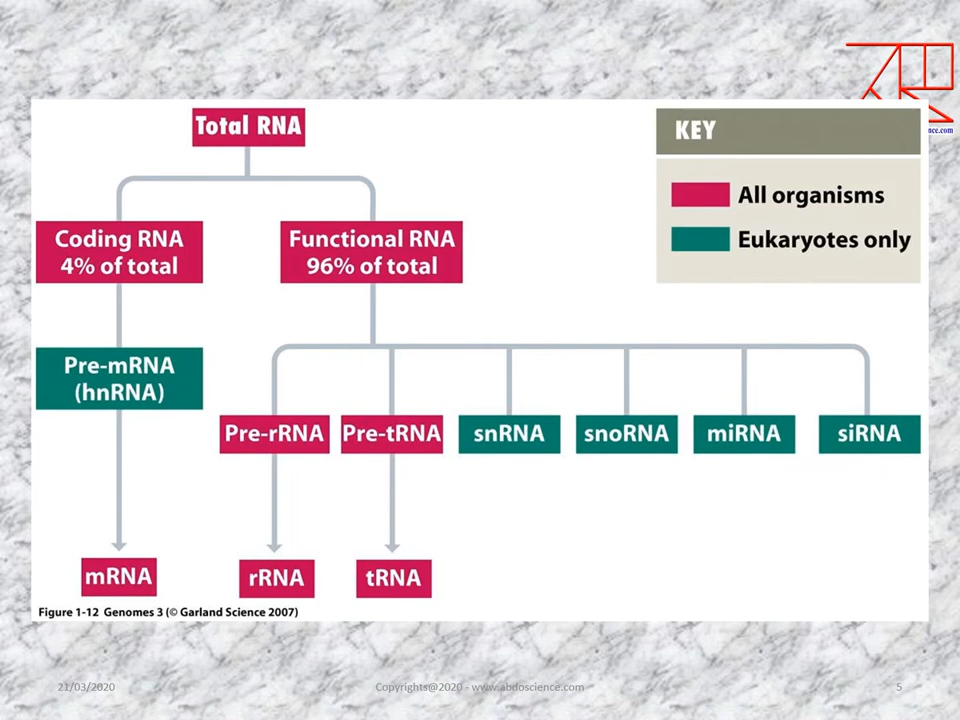 Total RNA
KEY
All organisms
Eukaryotes only
Coding RNA
4% of total
Functional RNA
96% of total
Pre-mRNA
(hnRNA)
Pre-rRNA
Pre-tRNA
snRNA
snoRNA
miRNA
siRNA
mRNA
rRNA
tRNA
Figure 1-12 Genomes 3 (© Garland Science 2007)
21/03/2020
Copyrights@2020 - www.abdoscience.com
5